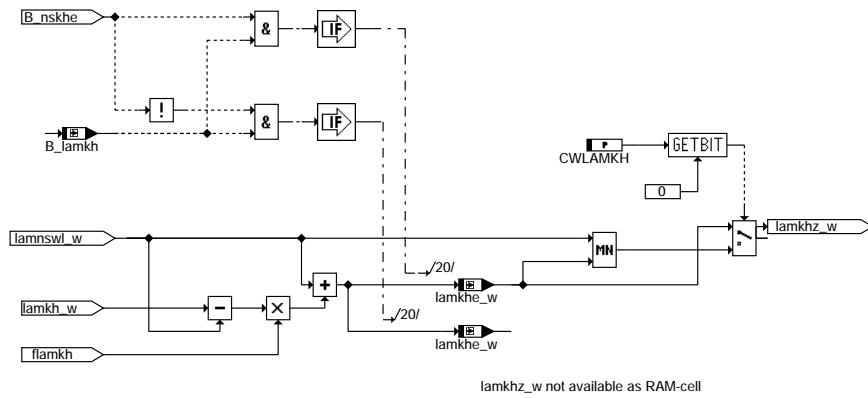 B_nskhe
&
IF
!
&
IF
B_lamkh
P
CWLAMKH
GETBIT
0
lamnswl_w
MN
lamkhz_w
/20/
+
lamkhe_w
lamkh_w
-
×
/20/
lamkhe_w
flamkh
lamkhz_w not available as RAM-cell